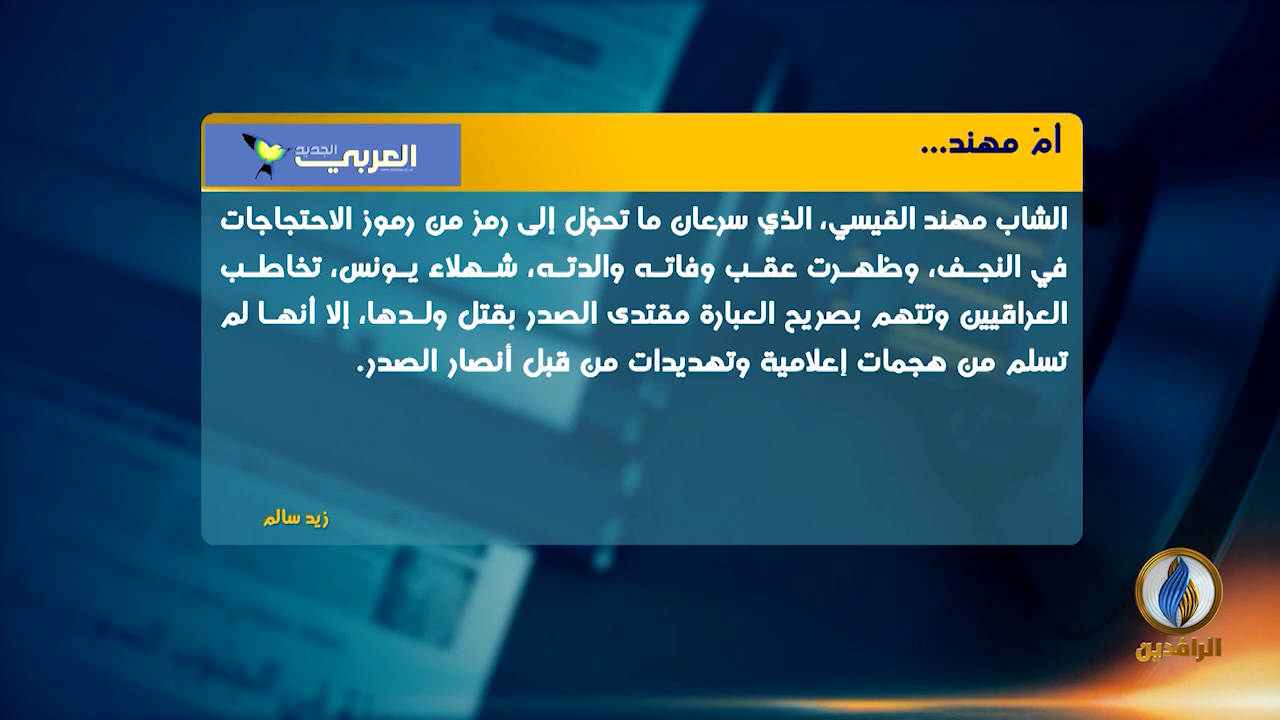 أمّ مهند...
العربي الجديد
الشاب مهند القيسي، الذي سرعان ما تحوّل إلى رمز من رموز الاحتجاجات
في النجف، وظهرت عقب وفاته والدته، شهلاء يونس، تخاطب
العراقيين وتتهم بصريح العبارة مقتدى الصدر بقتل ولدها، إلا أنها لم
تسلم من هجمات إعلامية وتهديدات من قبل أنصار الصدر.
زيد سالم
الرافدين